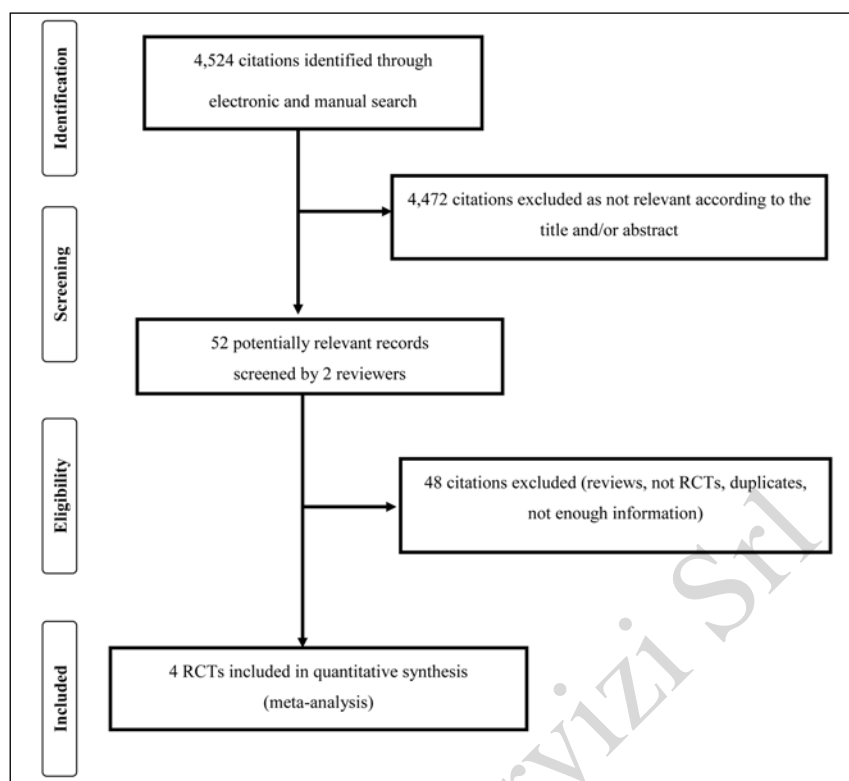 Identification
4,524 citations identified through
electronic and manual search
4,472 citations excluded as not relevant according to the
title and/or abstract
Screening
52 potentially relevant records
screened by 2 reviewers
Eligibility
48 citations excluded (reviews, not RCTs, duplicates,
not enough information)
Included
4 RCTs included in quantitative synthesis
(meta-analysis)
rvizi Srl